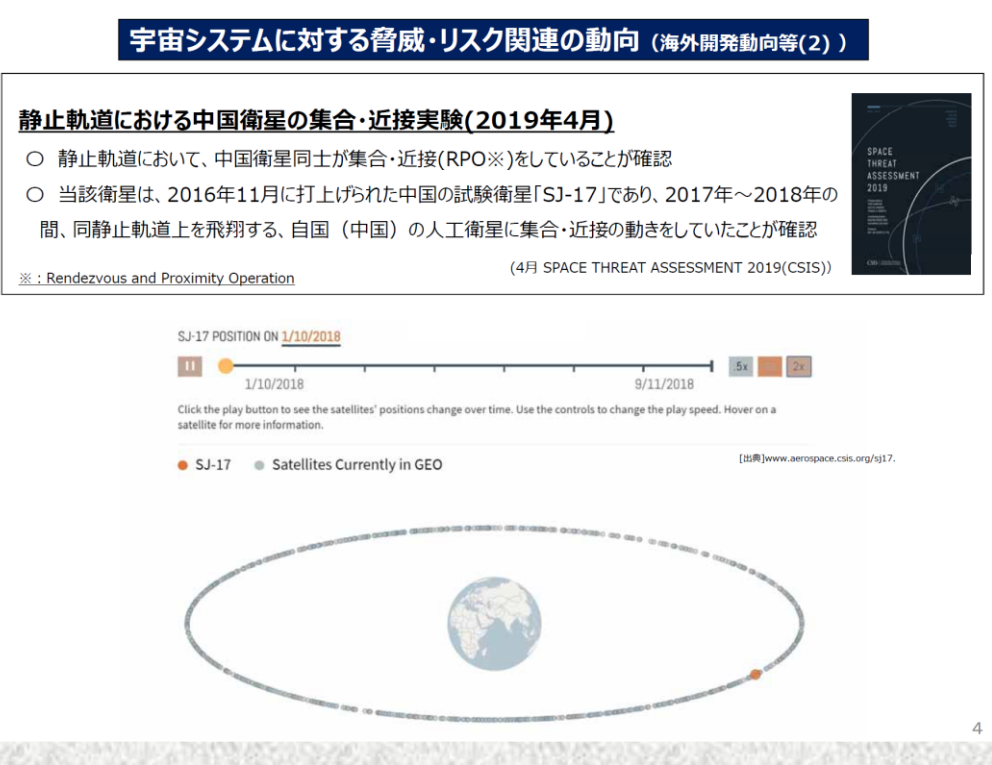 宇宙システムに対する脅威・リスク関連の動向（海外開発動向等(2) ）
静止軌道における中国衛星の集合・近接実験(2019年4月)
○ 静止軌道において、中国衛星同士が集合・近接(RPO※)をしていることが確認
○ 当該衛星は、2016年11月に打上げられた中国の試験衛星「SJ-17」であり、2017年～2018年の
間、同静止軌道上を飛翔する、自国（中国）の人工衛星に集合・近接の動きをしていたことが確認
(4月 SPACE THREAT ASSESSMENT 2019(CSIS)）
※：Rendezvous and Proximity Operation
SPACE
THREAT
ASSESSMENT
2019
CSIS
SJ-17 POSITION ON 1/10/2018
.5x
2x
1/10/2018
9/11/2018
Click the play button to see the satellites' positions change over time. Use the controls to change the play speed. Hover on a
satellite for more information.
[出典]www.aerospace.csis.org/sj17.
SJ-17
Satellites Currently in GEO
4